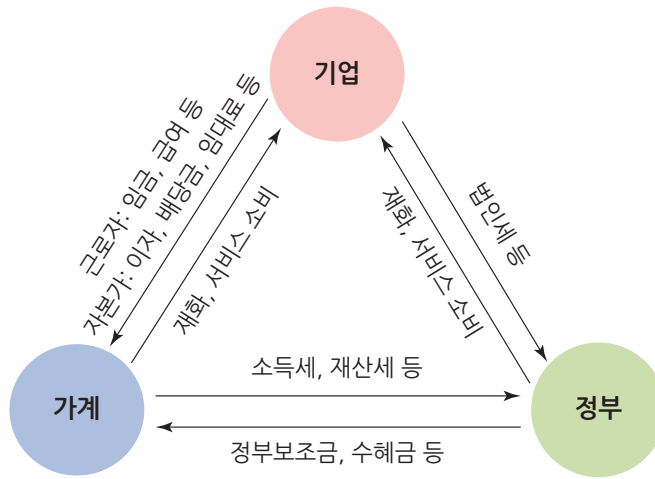 기업
근로자: 임금, 급여 등
자본가: 이자, 배당금, 임대료 등
재화, 서비스 소비
재화, 서비스 소비
법인세 등
가계
소득세, 재산세 등
정부보조금, 수혜금 등
정부